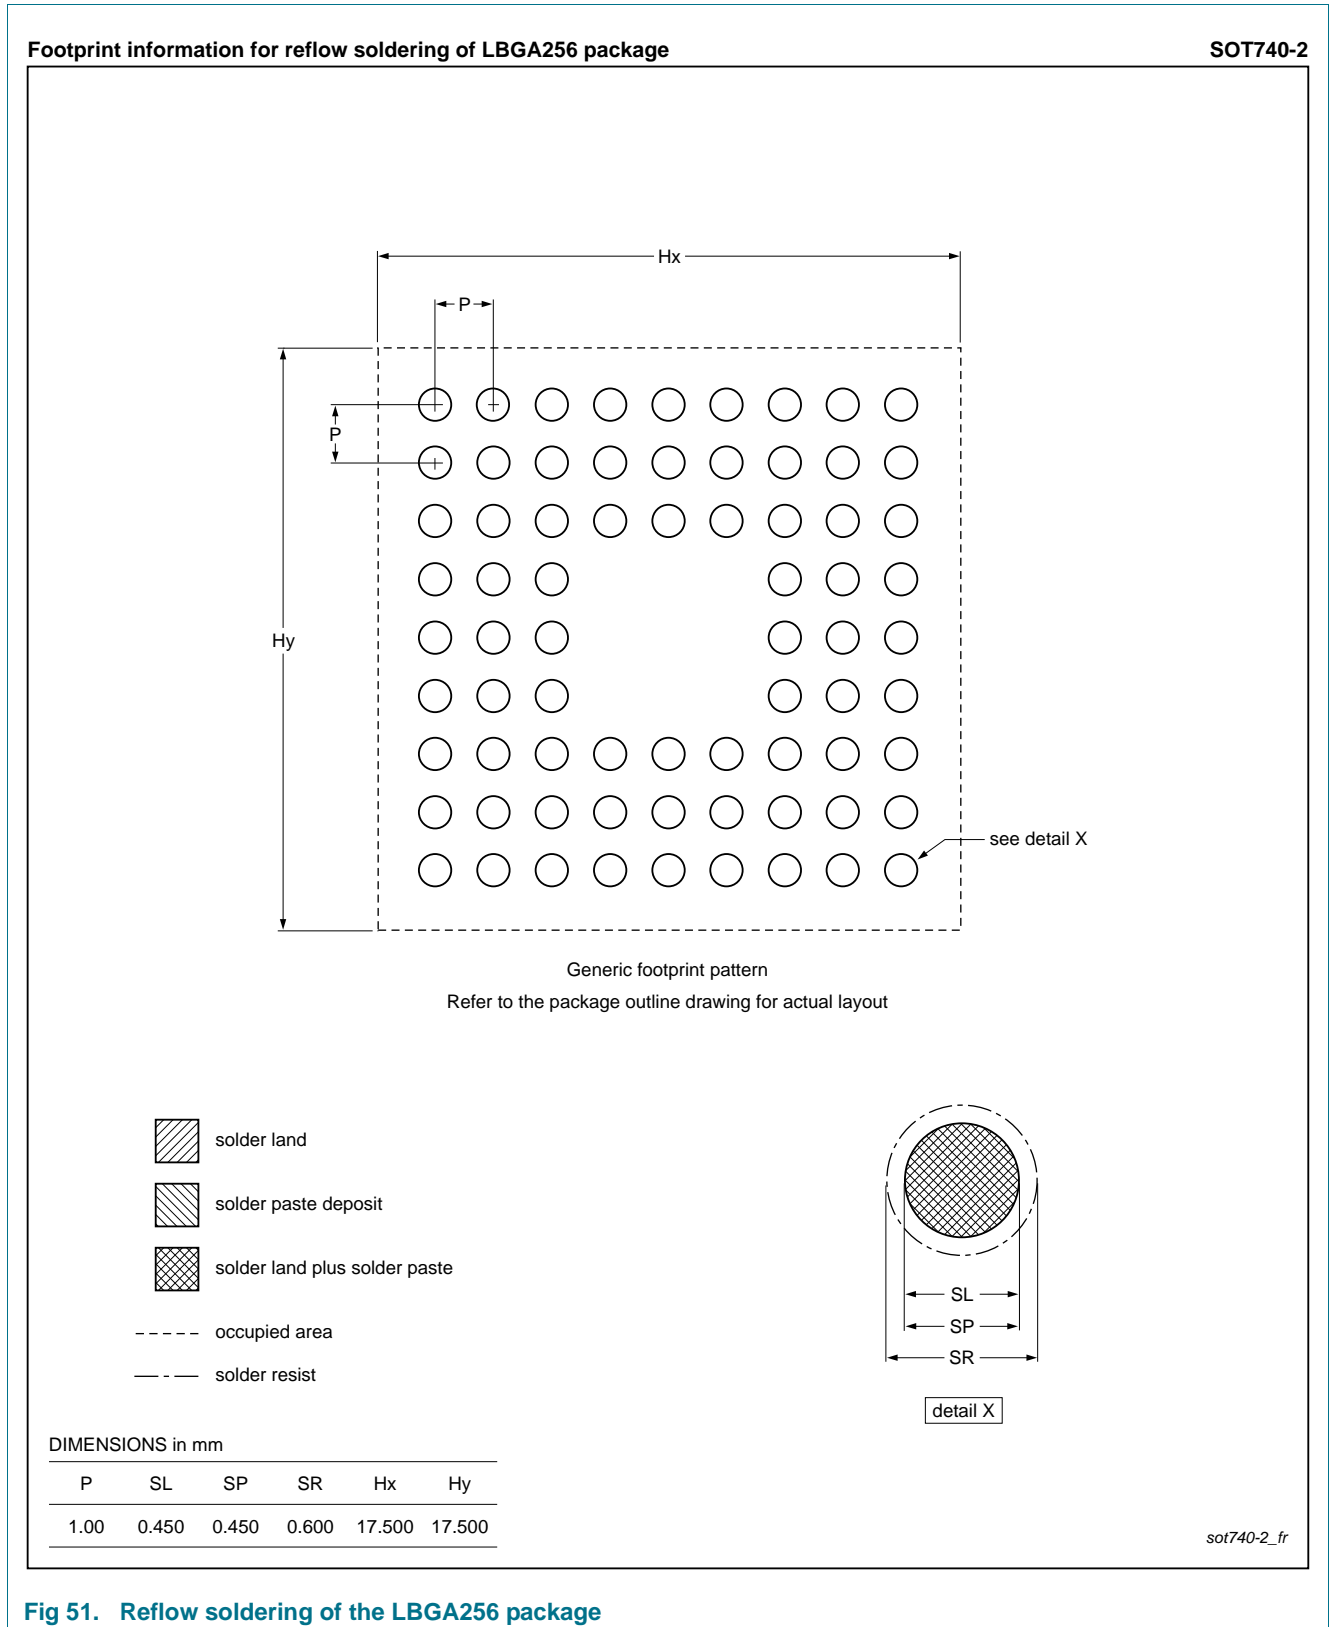 Footprint information for reflow soldering of LBGA256 package SOT740-2
Hx
P
P
Hy
see detail X
Generic footprint pattern
Refer to the package outline drawing for actual layout
solder land
solder paste deposit
solder land plus solder paste
occupied area
solder resist
SL
SP
SR
detail X
DIMENSIONS in mm
P SL SP SR Hx Hy
1.00 0.450 0.450 0.600 17.500 17.500
sot740-2_fr
Fig 51. Reflow soldering of the LBGA256 package